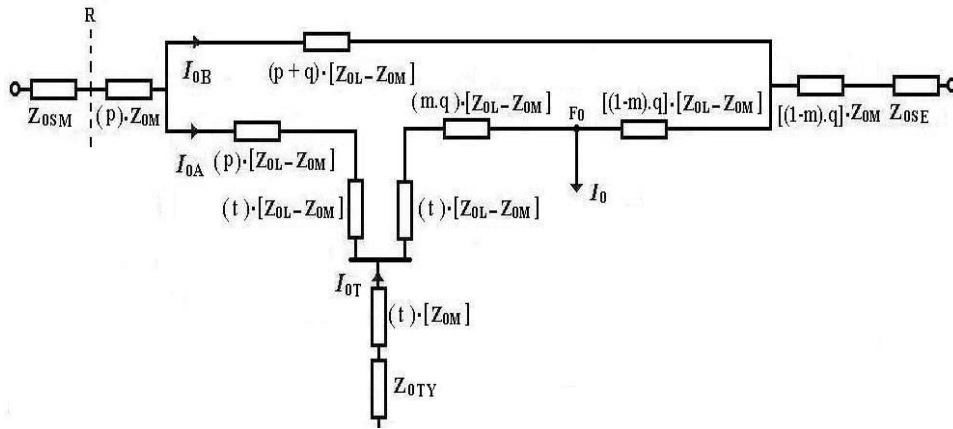 R
I0B
(p + q)·[Z0L – Z0M]
Z0SM
(p)·Z0M
(m.q)·[Z0L – Z0M]
F0
[(1-m).q]·[Z0L – Z0M]
[(1-m).q]·Z0M
Z0SE
I0A
(p)·[Z0L – Z0M]
I0
(t)·[Z0L – Z0M]
(t)·[Z0L – Z0M]
I0T
(t)·[Z0M]
Z0TY